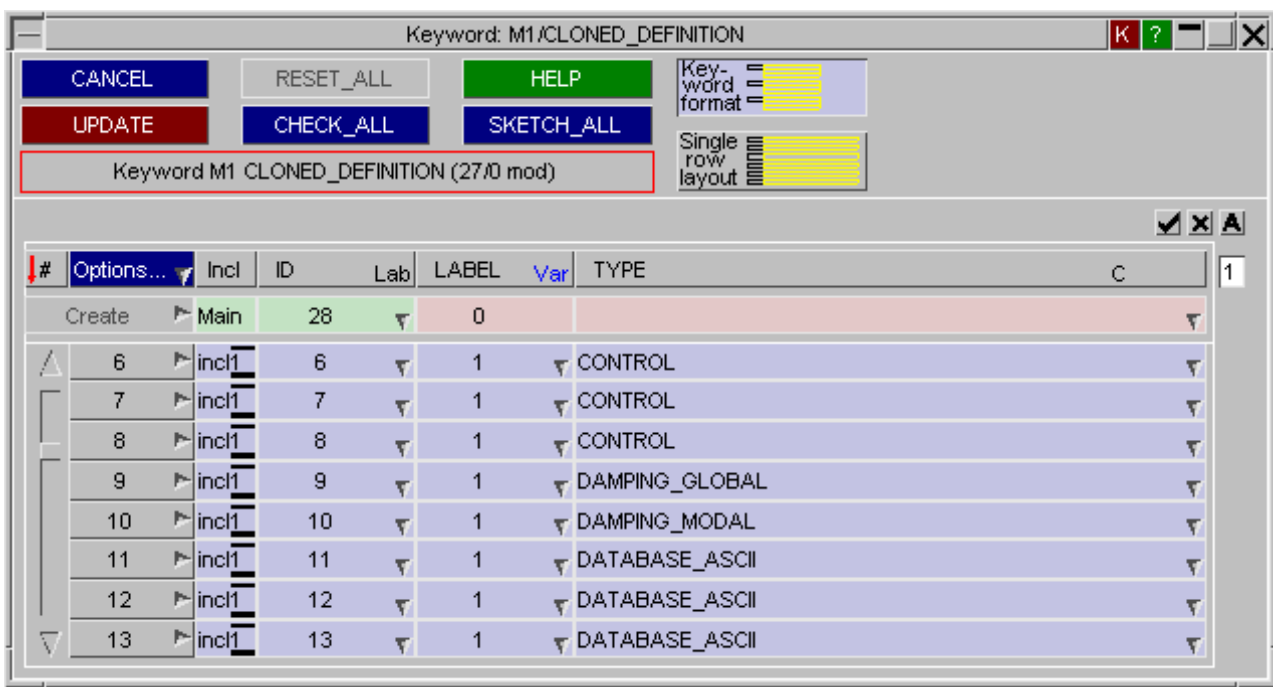 Keyword: M1/CLONED_DEFINITION K ?
CANCEL RESET_ALL HELP Key-
word
format
UPDATE CHECK_ALL SKETCH_ALL
Single
row
layout
Keyword M1 CLONED_DEFINITION (27/0 mod)
A
# Options... Incl ID Lab LABEL Var TYPE C 1
Create Main 28 0
6 incl1 6 1 CONTROL
7 incl1 7 1 CONTROL
8 incl1 8 1 CONTROL
9 incl1 9 1 DAMPING_GLOBAL
10 incl1 10 1 DAMPING_MODAL
11 incl1 11 1 DATABASE_ASCII
12 incl1 12 1 DATABASE_ASCII
13 incl1 13 1 DATABASE_ASCII